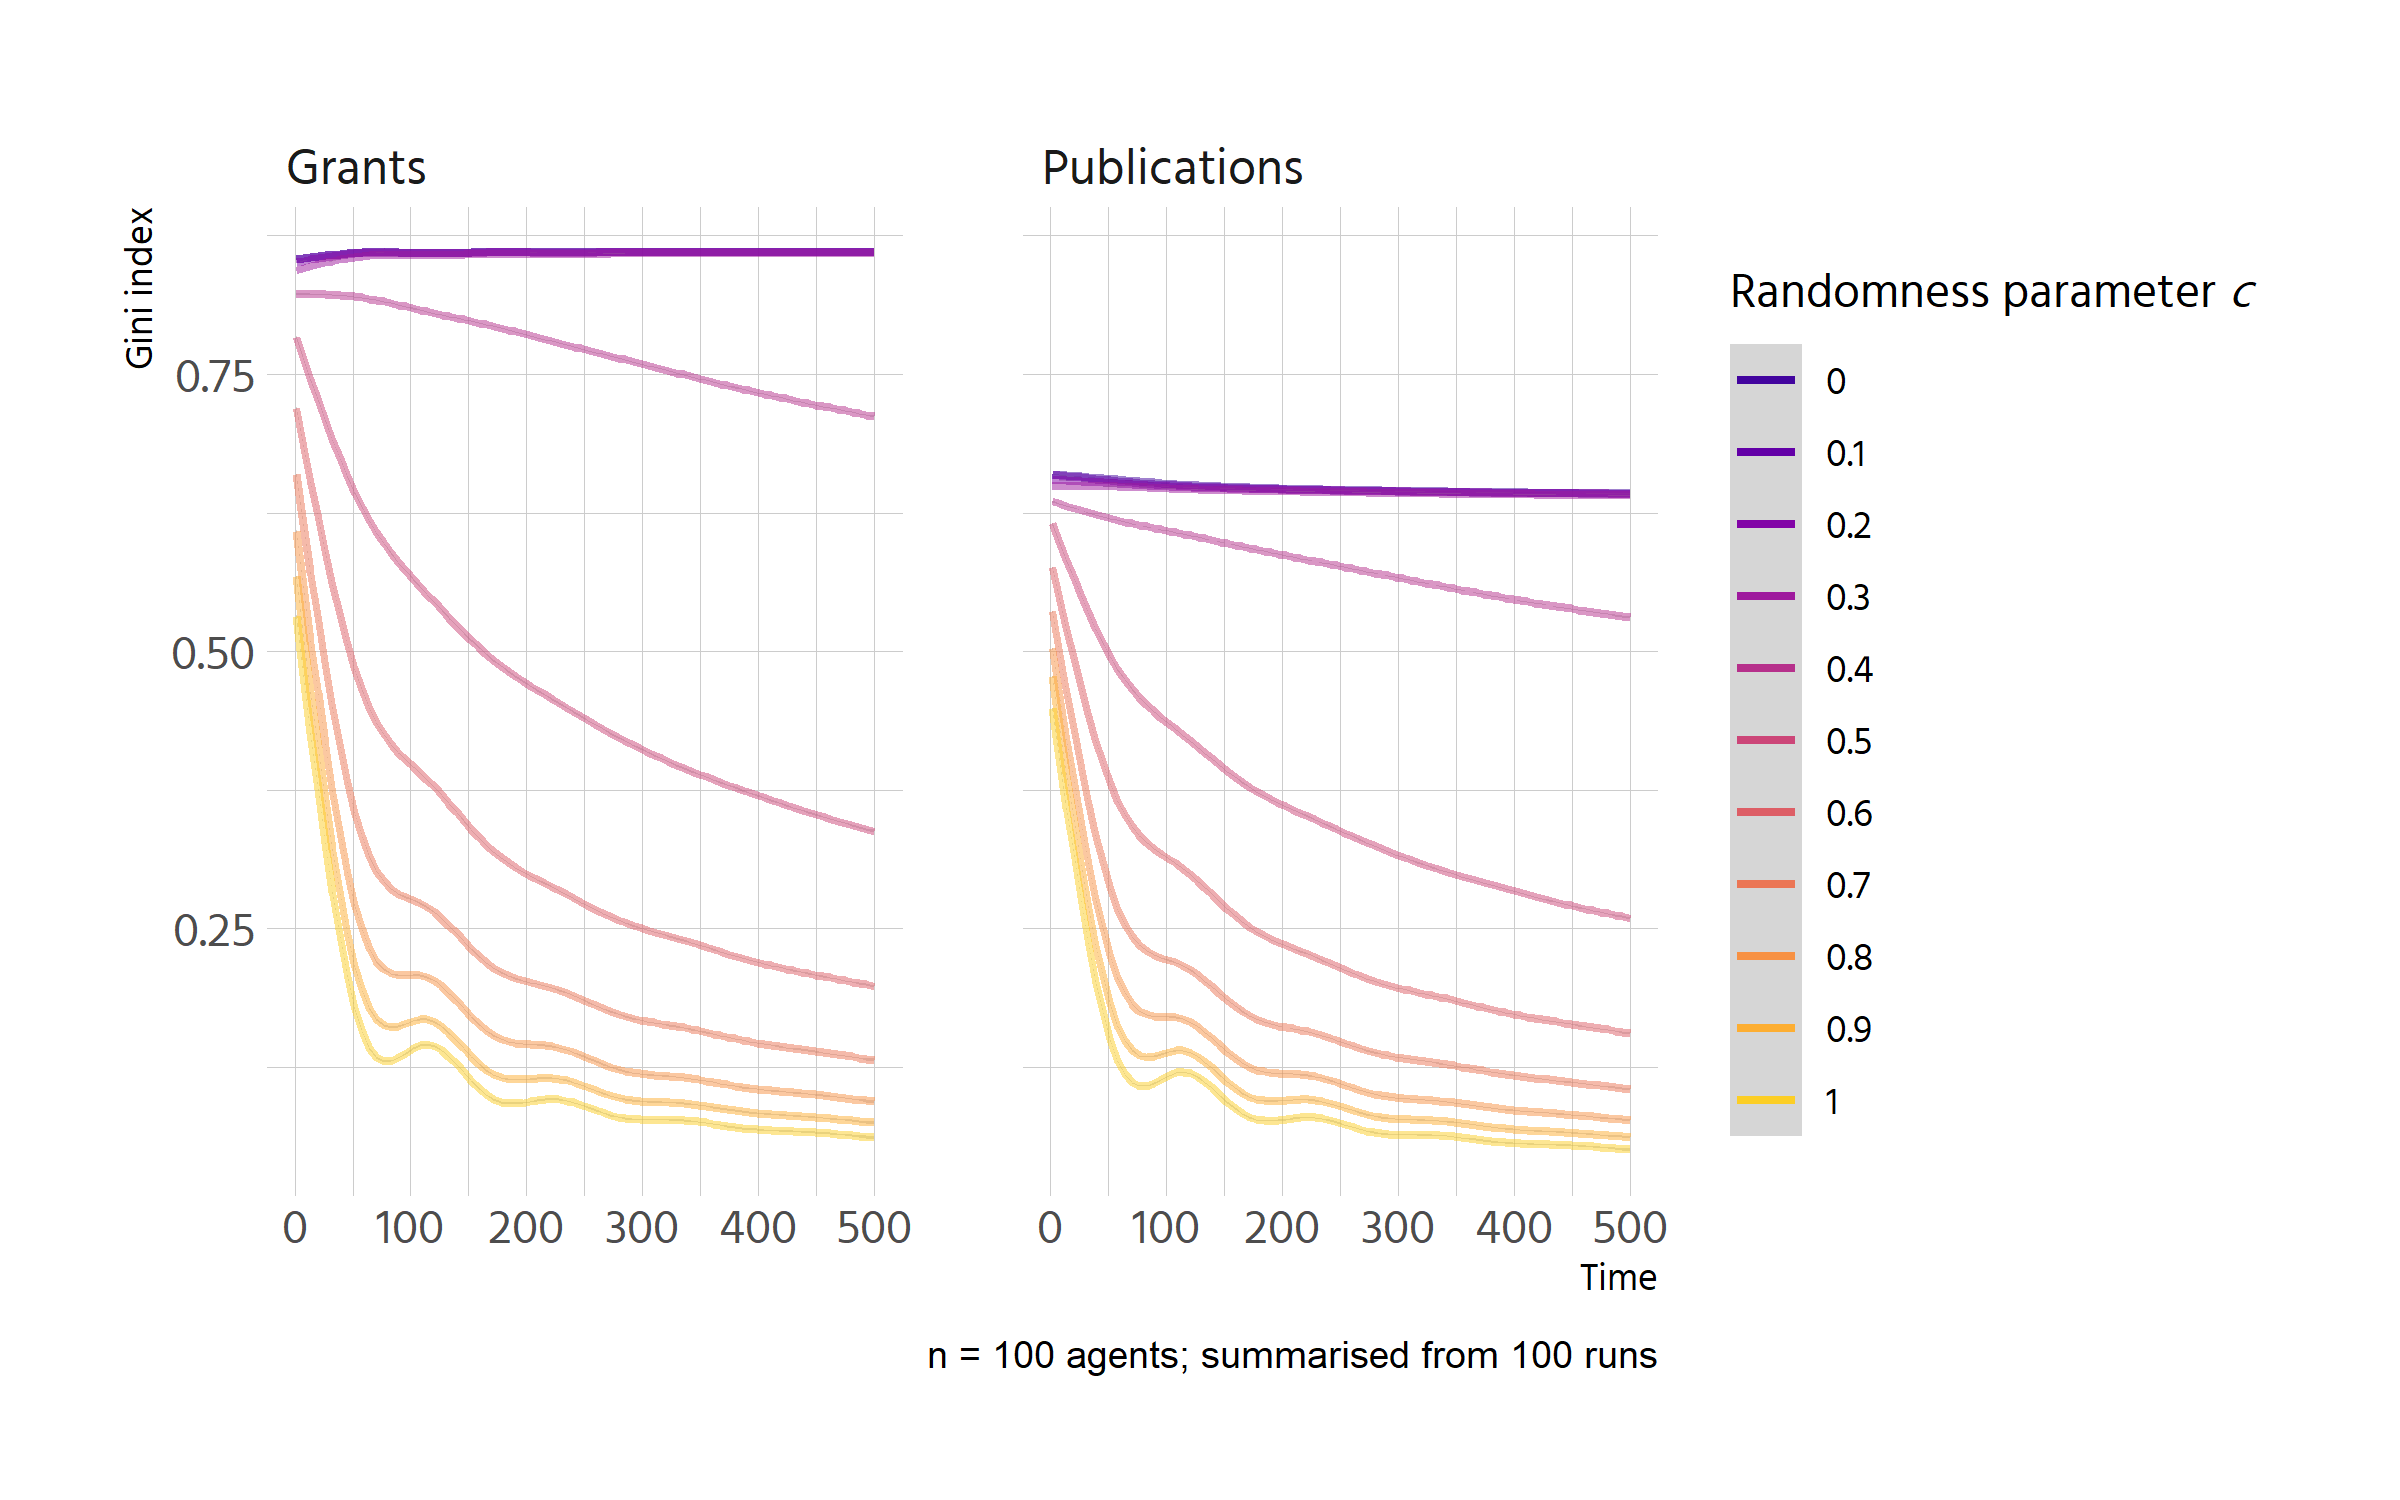 Grants
Publications
Gini index
0.75
0.50
0.25
0 100 200 300 400 500
0 100 200 300 400 500
Time
Randomness parameter c
0
0.1
0.2
0.3
0.4
0.5
0.6
0.7
0.8
0.9
1
n = 100 agents; summarised from 100 runs